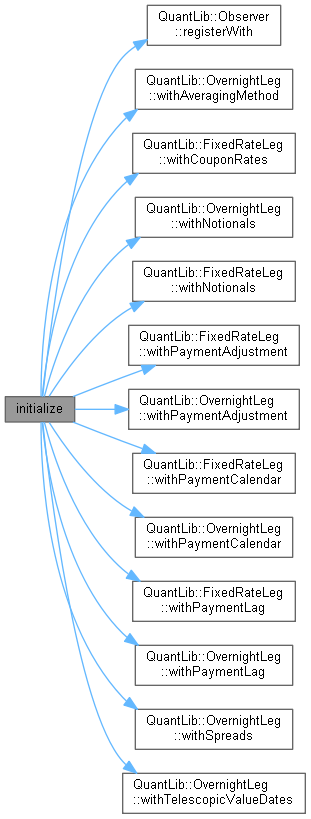 QuantLib::Observer
::registerWith
QuantLib::OvernightLeg
::withAveragingMethod
QuantLib::FixedRateLeg
::withCouponRates
QuantLib::OvernightLeg
::withNotionals
QuantLib::FixedRateLeg
::withNotionals
QuantLib::FixedRateLeg
::withPaymentAdjustment
initialize
QuantLib::OvernightLeg
::withPaymentAdjustment
QuantLib::FixedRateLeg
::withPaymentCalendar
QuantLib::OvernightLeg
::withPaymentCalendar
QuantLib::FixedRateLeg
::withPaymentLag
QuantLib::OvernightLeg
::withPaymentLag
QuantLib::OvernightLeg
::withSpreads
QuantLib::OvernightLeg
::withTelescopicValueDates